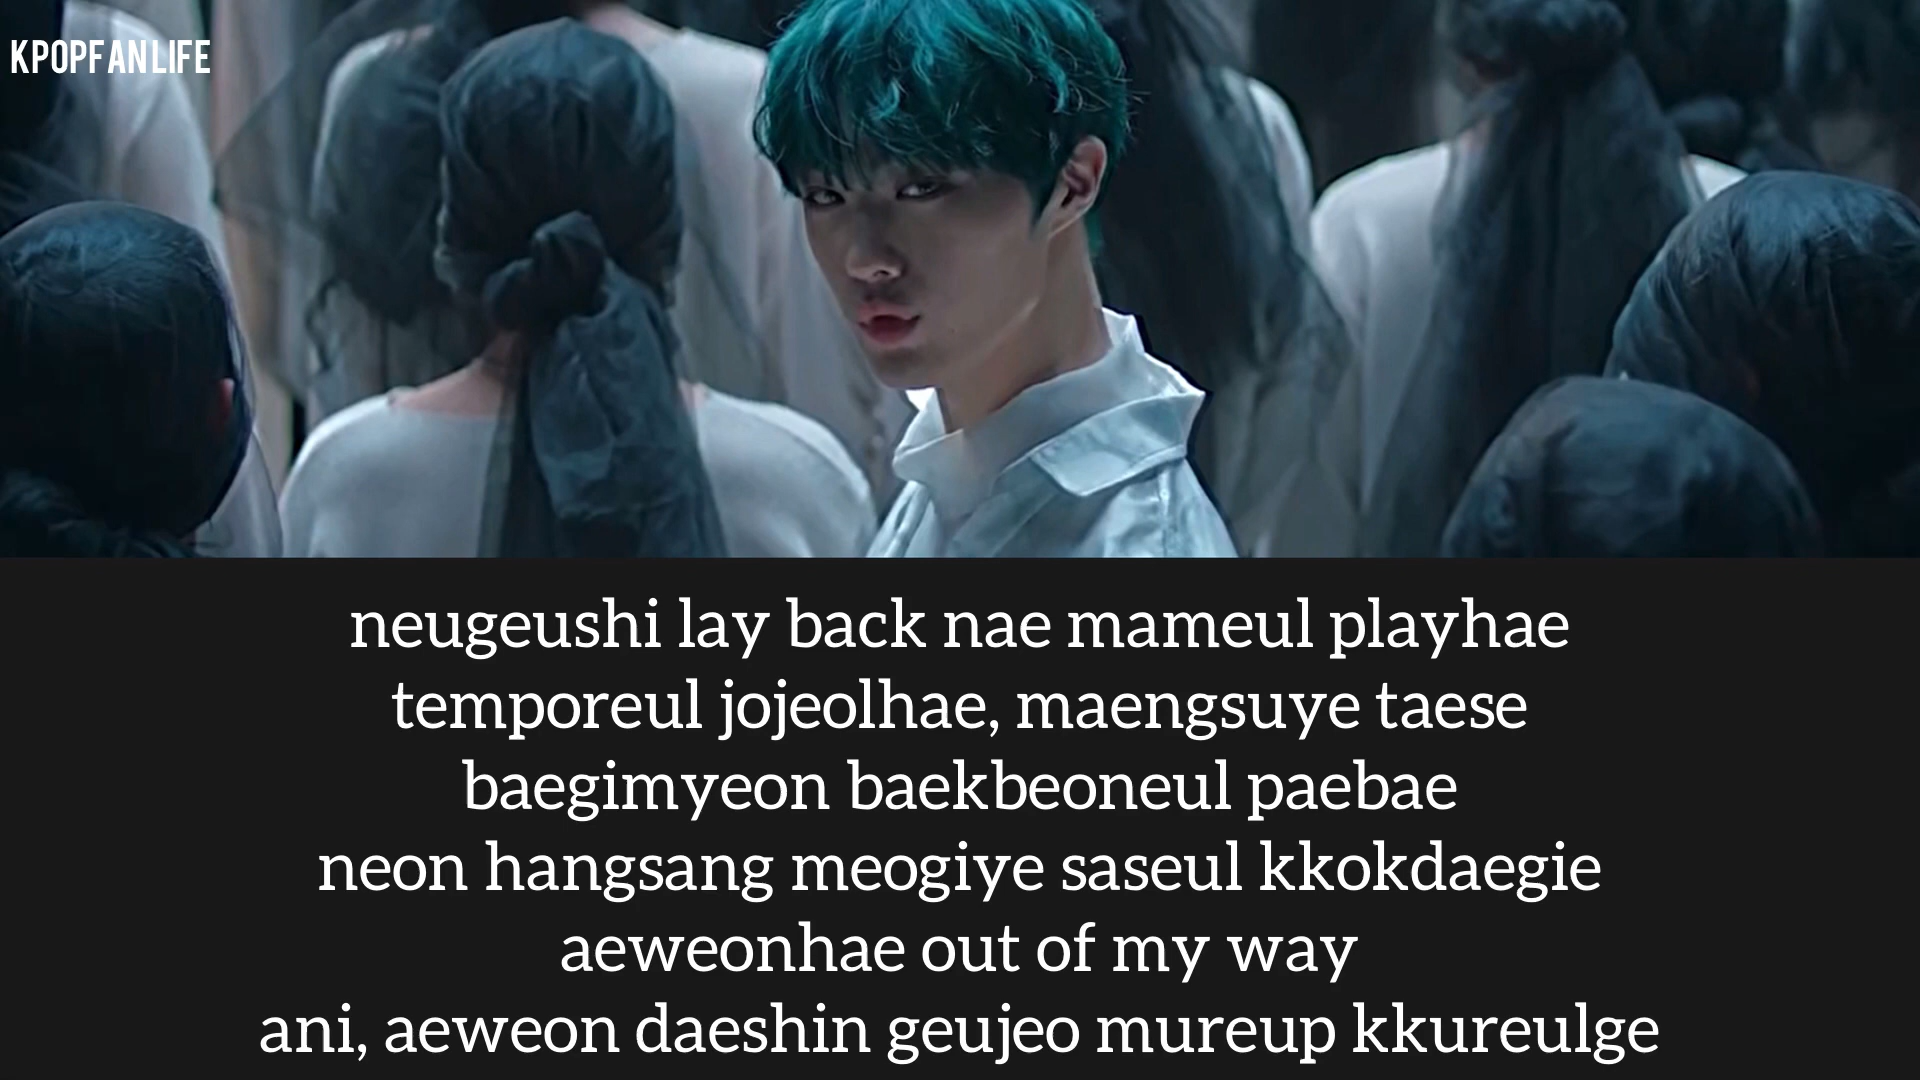 KPOPFANLIFE
neugeushi lay back nae mameul playhae
temporeul jojeolhae, maengsuye taese
baegimyeon baekbeoneul paebae
neon hangsang meogiye saseul kkokdaegie
aeweonhae out of my way
ani, aeweon daeshin geujeo mureup kkureulge